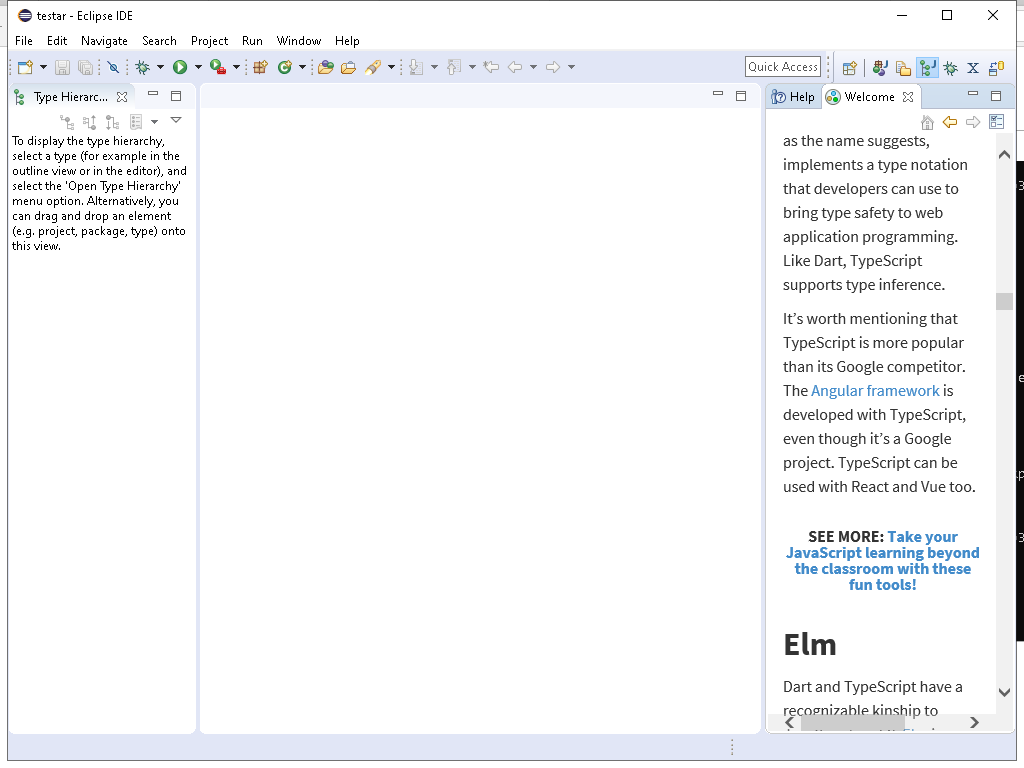 testar - Eclipse IDE
File Edit Navigate Search Project Run Window Help
Quick Access
Type Hierarc...
Help Welcome
To display the type hierarchy,
select a type (for example in the
outline view or in the editor), and
select the 'Open Type Hierarchy'
menu option. Alternatively, you
can drag and drop an element
(e.g. project, package, type) onto
this view.
as the name suggests,
implements a type notation
that developers can use to
bring type safety to web
application programming.
Like Dart, TypeScript
supports type inference.
It’s worth mentioning that
TypeScript is more popular
than its Google competitor.
The Angular framework is
developed with TypeScript,
even though it’s a Google
project. TypeScript can be
used with React and Vue too.
SEE MORE: Take your
JavaScript learning beyond
the classroom with these
fun tools!
Elm
Dart and TypeScript have a
recognizable kinship to